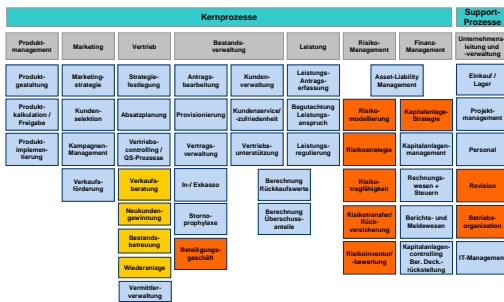 Kernprozesse
Support-
Prozesse
Produkt-
management
Marketing
Vertrieb
Bestands-
verwaltung
Leistung
Risiko-
Management
Finanz-
Management
Unternehmens-
leitung und
-verwaltung
Produkt-
gestaltung
Marketing-
strategie
Strategie-
festlegung
Antrags-
bearbeitung
Kunden-
verwaltung
Leistungs-
Antrags-
erfassung
Asset-Liability
Management
Einkauf /
Lager
Produkt-
kalkulation /
Freigabe
Kunden-
selektion
Absatzplanung
Provisionierung
Kundenservice/
-zufriedenheit
Begutachtung
Leistungs-
anspruch
Risiko-
modellierung
Kapitalanlage-
Strategie
Projekt-
management
Produkt-
implemen-
tierung
Kampagnen-
Management
Vertriebs-
controlling /
QS-Prozesse
Vertrags-
verwaltung
Vertriebs-
unterstützung
Leistungs-
regulierung
Risikostrategie
Kapitalanlagen-
management
Personal
Verkaufs-
förderung
Verkaufs-
beratung
In-/ Exkasso
Berechnung
Rückkaufswerte
Risiko-
tragfähigkeit
Rechnungs-
wesen +
Steuern
Revision
Neukunden-
gewinnung
Storno-
prophylaxe
Berechnung
Überschuss-
anteile
Risikotransfer/
Rück-
versicherung
Berichts- und
Meldewesen
Betriebs-
organisation
Bestands-
betreuung
Beteiligungs-
geschäft
Risikoinventur/
-bewertung
Kapitalanlagen-
controlling
Ber. Deck.-
rückstellung
IT-Management
Wiederanlage
Vermittler-
verwaltung